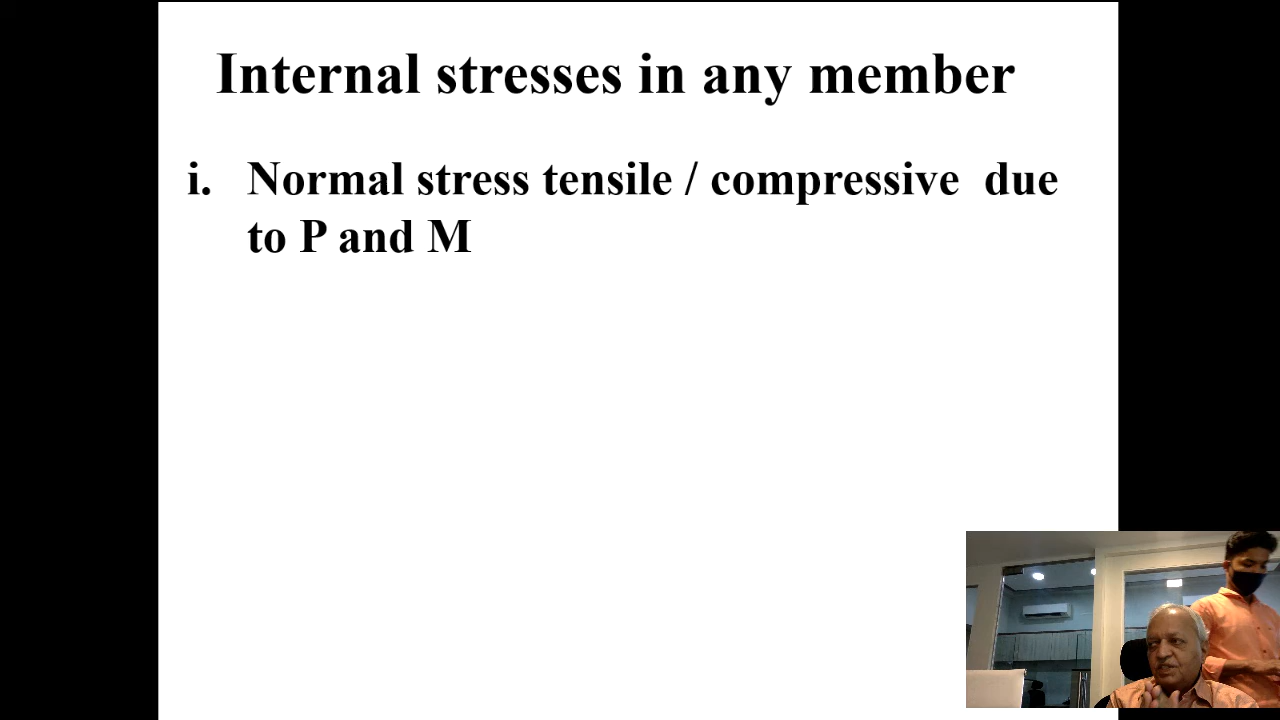 Internal stresses in any member
i. Normal stress tensile / compressive due
to P and M